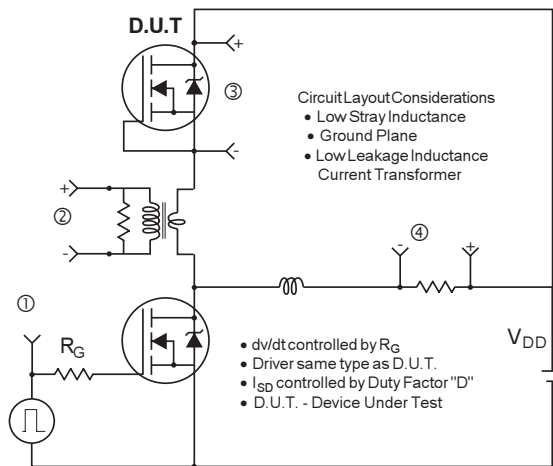 D.U.T
+
③
-
Circuit Layout Considerations
• Low Stray Inductance
• Ground Plane
• Low Leakage Inductance
Current Transformer
+
②
-
-
④
+
①
RG
VDD
• dv/dt controlled by RG
• Driver same type as D.U.T.
• ISD controlled by Duty Factor "D"
• D.U.T. - Device Under Test